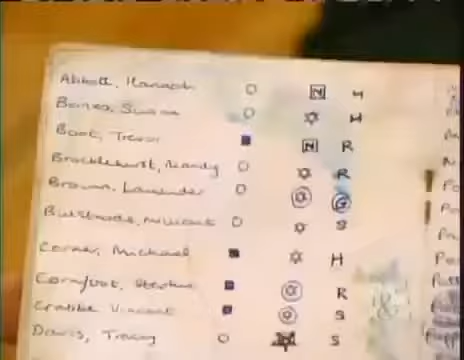 Abbott, Hannah N H
Bones, Susan H
Boot, Trevor N R
Brocklehurst, Mandy R
Brown, Lavender G
Bulstrode, Millicent S
Corner, Michael H
Cornfoot, Stephen R
Crabbe Vincent S
Davis, Tracey S